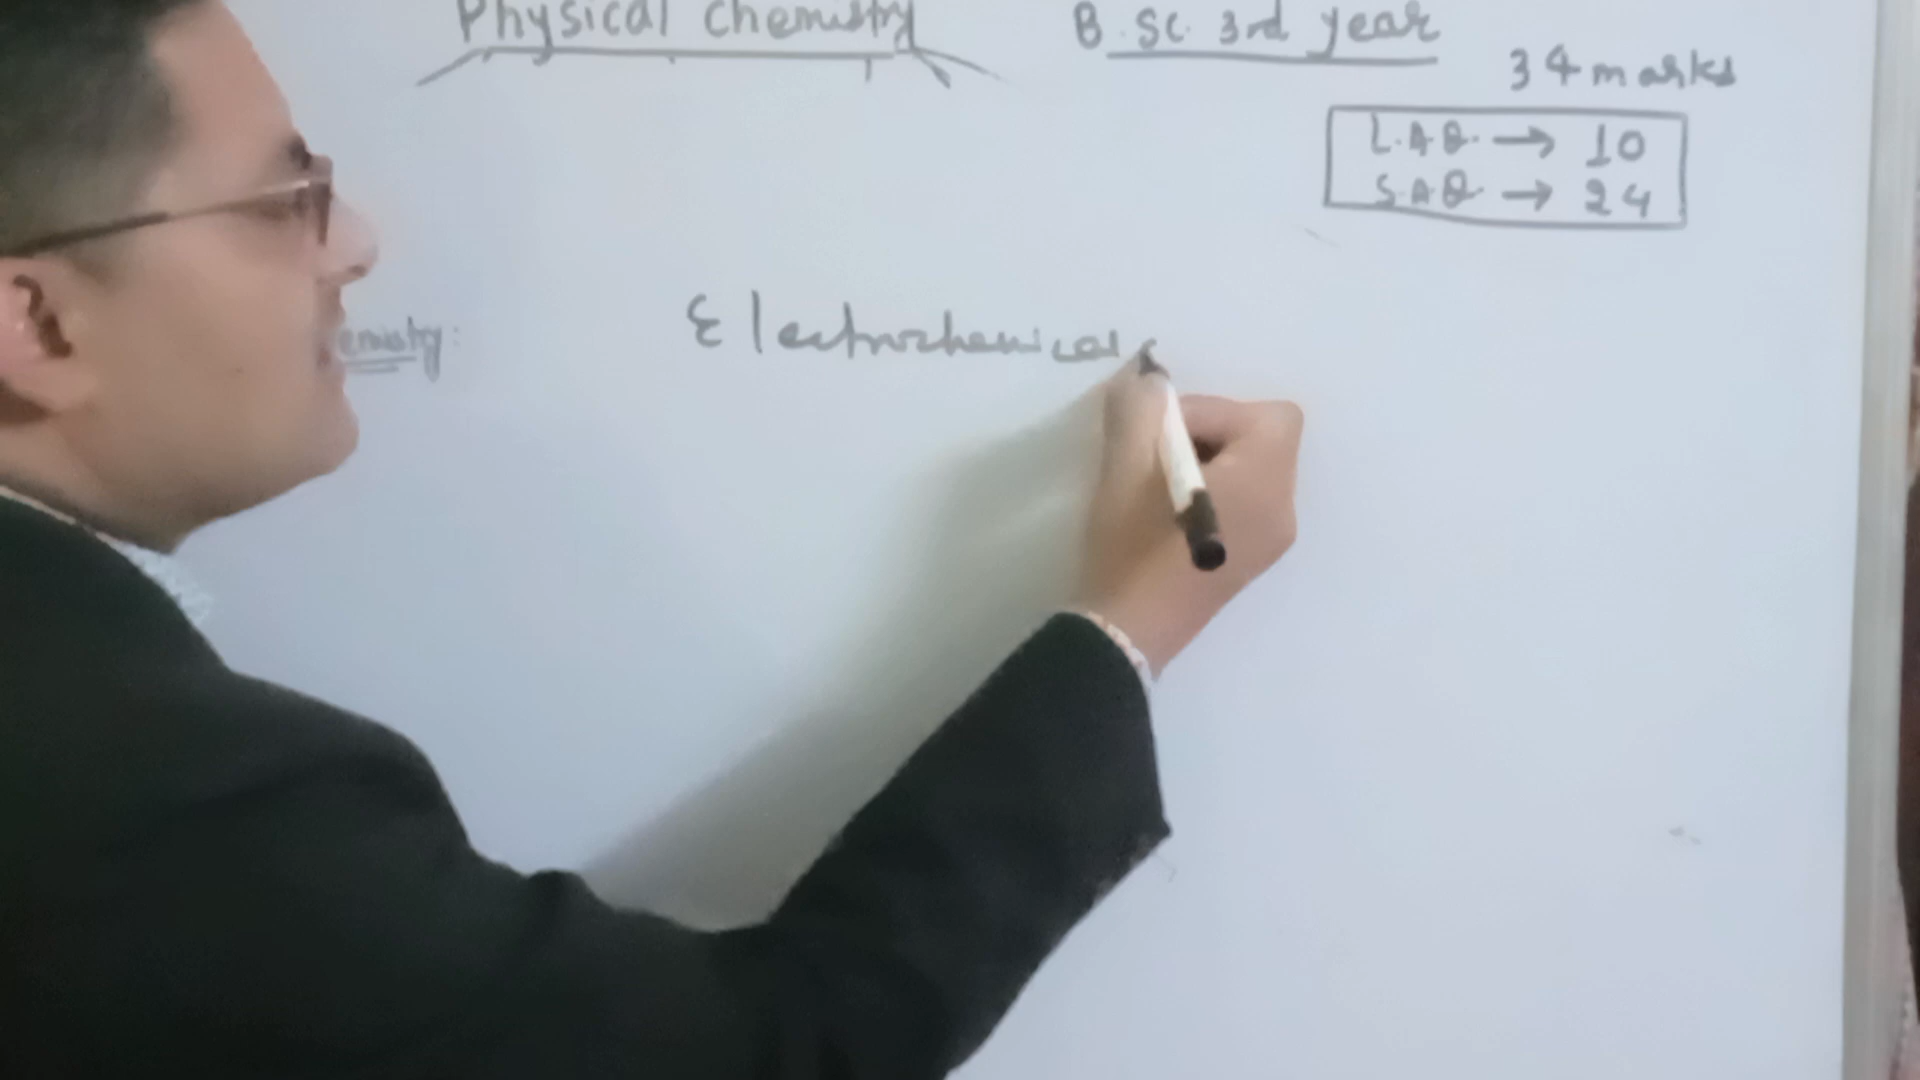 Physical Chemistry
B.Sc. 3rd year
34 marks
L.A.Q. → 10
S.A.Q. → 24
emistry:
Electrochemical